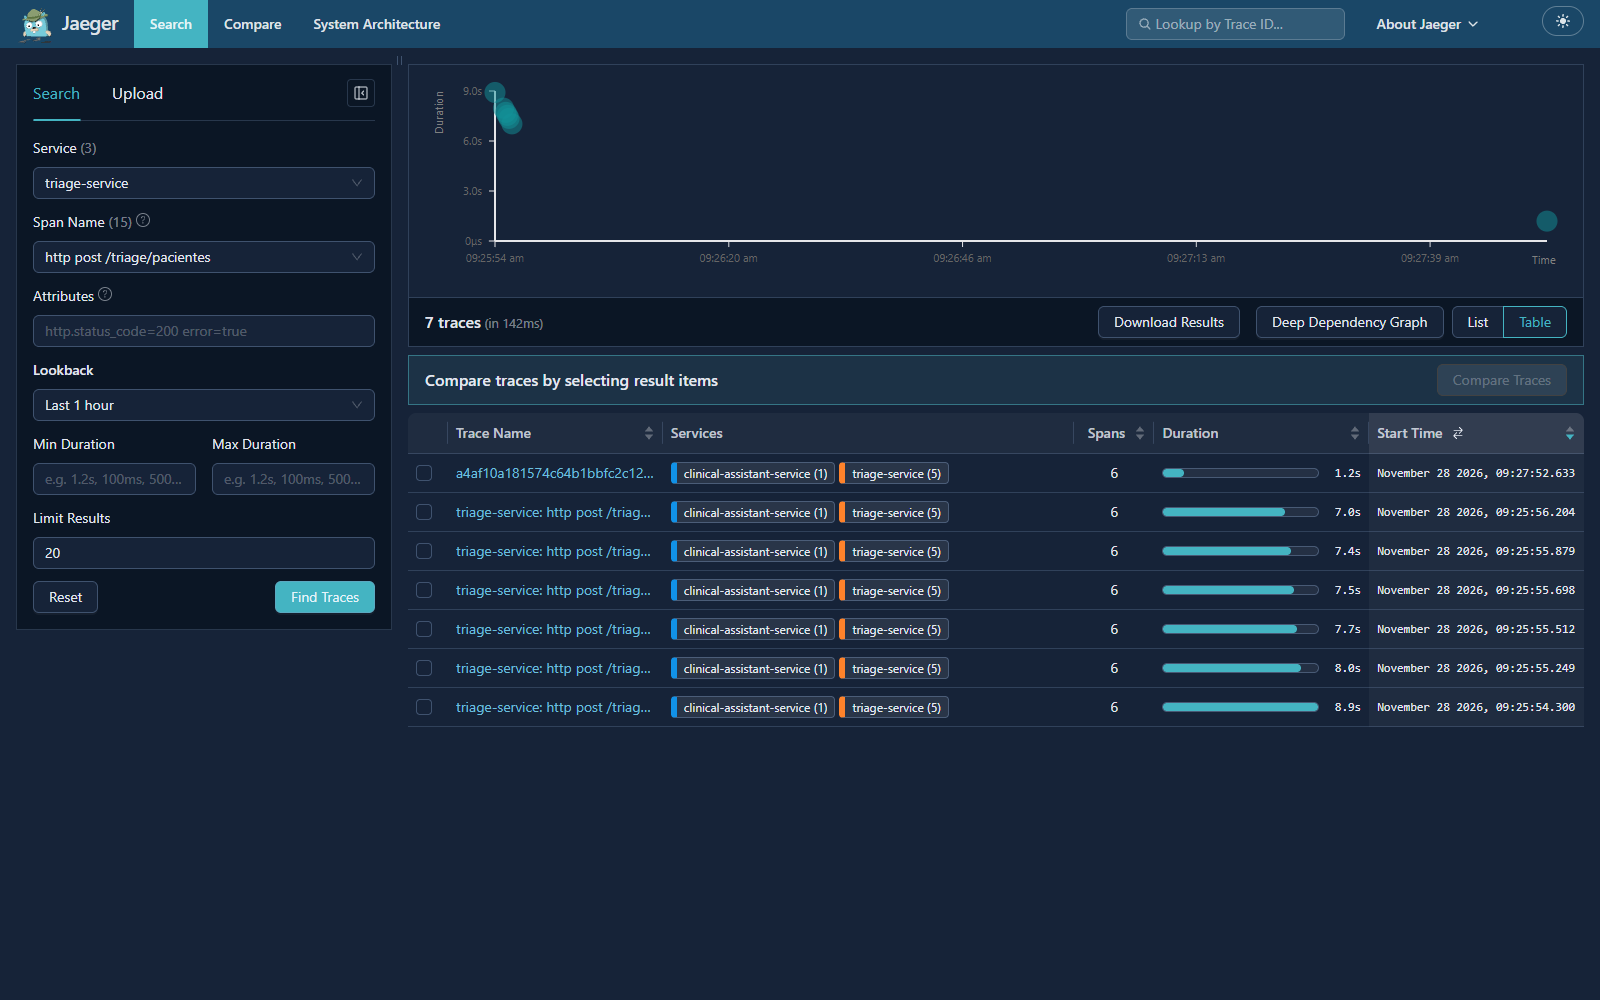 Jaeger
Search
Compare
System Architecture
Lookup by Trace ID...
About Jaeger
Search
Upload
Service (3)
triage-service
Span Name (15)
http post /triage/pacientes
Attributes
http.status_code=200 error=true
Lookback
Last 1 hour
Min Duration
Max Duration
e.g. 1.2s, 100ms, 500...
e.g. 1.2s, 100ms, 500...
Limit Results
20
Reset
Find Traces
Duration
9.0s
6.0s
3.0s
0μs
09:25:54 am
09:26:20 am
09:26:46 am
09:27:13 am
09:27:39 am
Time
7 traces (in 142ms)
Download Results
Deep Dependency Graph
List
Table
Compare traces by selecting result items
Compare Traces
Trace Name Services Spans Duration Start Time
a4af10a181574c64b1bbfc2c12... clinical-assistant-service (1) triage-service (5) 6 1.2s November 28 2026, 09:27:52.633
triage-service: http post /triag... clinical-assistant-service (1) triage-service (5) 6 7.0s November 28 2026, 09:25:56.204
triage-service: http post /triag... clinical-assistant-service (1) triage-service (5) 6 7.4s November 28 2026, 09:25:55.879
triage-service: http post /triag... clinical-assistant-service (1) triage-service (5) 6 7.5s November 28 2026, 09:25:55.698
triage-service: http post /triag... clinical-assistant-service (1) triage-service (5) 6 7.7s November 28 2026, 09:25:55.512
triage-service: http post /triag... clinical-assistant-service (1) triage-service (5) 6 8.0s November 28 2026, 09:25:55.249
triage-service: http post /triag... clinical-assistant-service (1) triage-service (5) 6 8.9s November 28 2026, 09:25:54.300